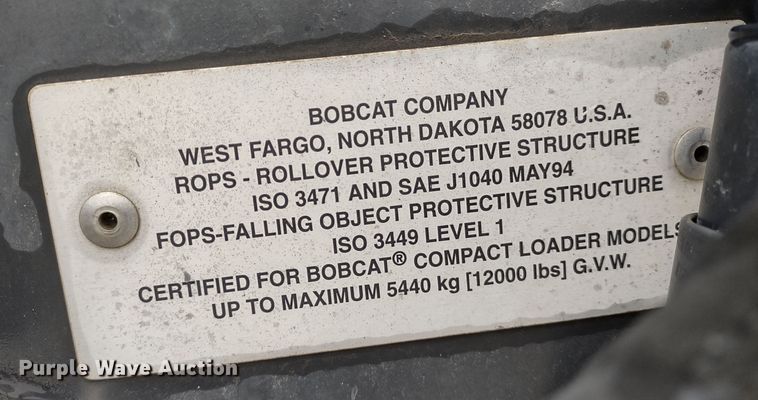 BOBCAT COMPANY
WEST FARGO, NORTH DAKOTA 58078 U.S.A.
ROPS - ROLLOVER PROTECTIVE STRUCTURE
ISO 3471 AND SAE J1040 MAY94
FOPS-FALLING OBJECT PROTECTIVE STRUCTURE
ISO 3449 LEVEL 1
CERTIFIED FOR BOBCAT® COMPACT LOADER MODELS
UP TO MAXIMUM 5440 kg [12000 lbs] G.V.W.
Purple Wave Auction